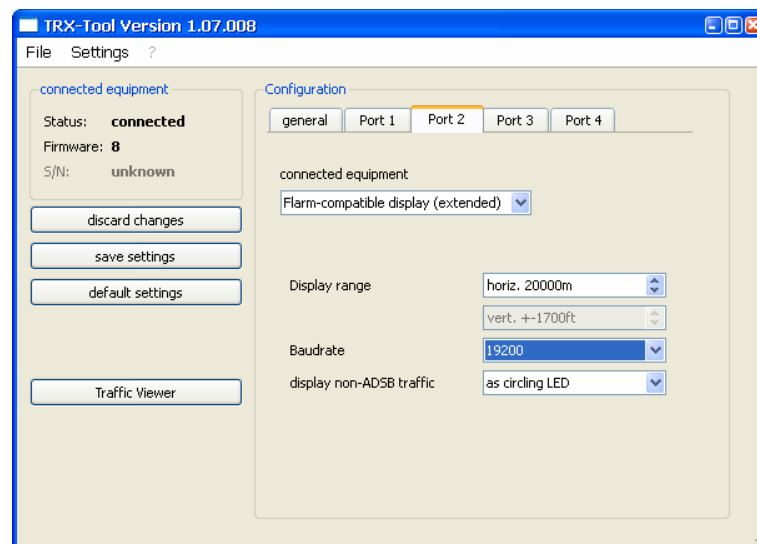 TRX-Tool Version 1.07.008
File Settings ?
connected equipment
Status: connected
Firmware: 8
S/N: unknown
discard changes
save settings
default settings
Traffic Viewer
Configuration
general Port 1 Port 2 Port 3 Port 4
connected equipment
Flarm-compatible display (extended)
Display range horiz. 20000m
vert. +-1700ft
Baudrate 19200
display non-ADSB traffic as circling LED